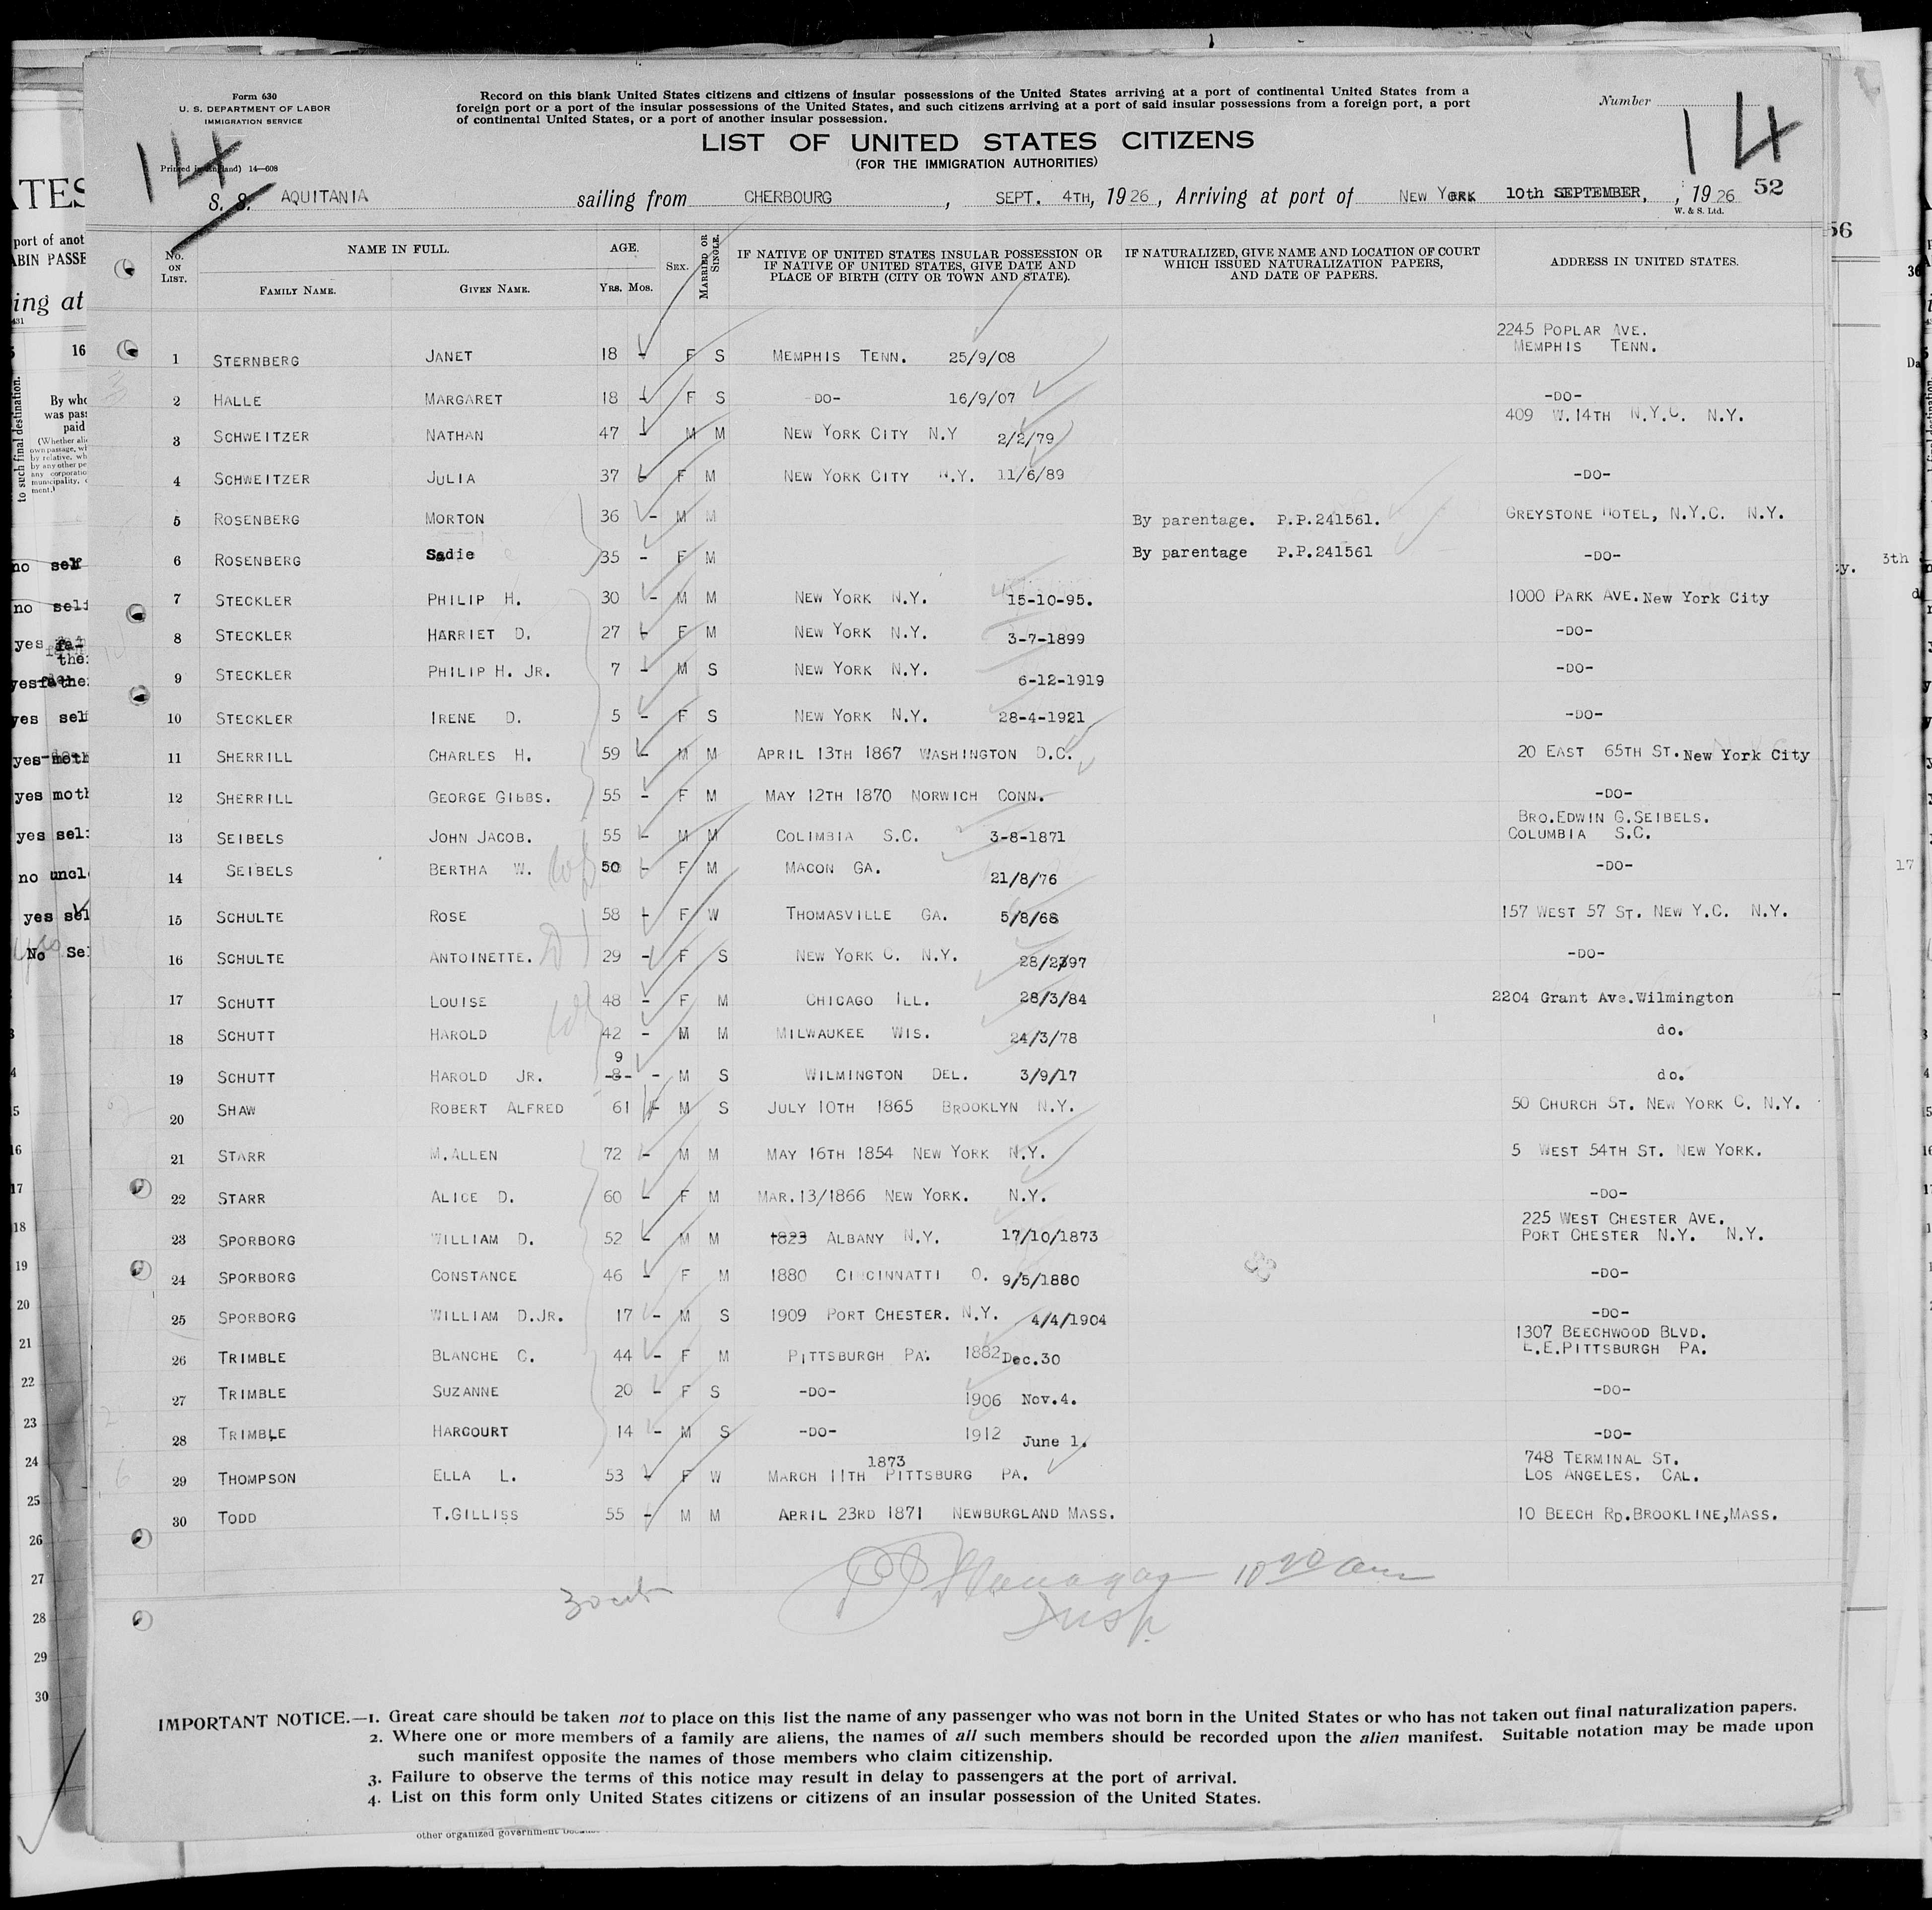 Form 630
U. S. DEPARTMENT OF LABOR
IMMIGRATION SERVICE
Record on this blank United States citizens and citizens of insular possessions of the United States arriving at a port of continental United States from a
foreign port or a port of the insular possessions of the United States, and such citizens arriving at a port of said insular possessions from a foreign port, a port
of continental United States, or a port of another insular possession.
Number
14
14
LIST OF UNITED STATES CITIZENS
(FOR THE IMMIGRATION AUTHORITIES)
14—608
S. S. AQUITANIA sailing from CHERBOURG, SEPT. 4TH, 1926, Arriving at port of NEW YORK 10th SEPTEMBER, 1926 52
W. & S. Ltd.
No. ON LIST. NAME IN FULL. AGE. SEX. MARRIED OR SINGLE. IF NATIVE OF UNITED STATES INSULAR POSSESSION OR IF NATIVE OF UNITED STATES, GIVE DATE AND PLACE OF BIRTH (CITY OR TOWN AND STATE). IF NATURALIZED, GIVE NAME AND LOCATION OF COURT WHICH ISSUED NATURALIZATION PAPERS, AND DATE OF PAPERS. ADDRESS IN UNITED STATES.
FAMILY NAME. GIVEN NAME. YRS. MOS.
1 STERNBERG JANET 18 - F S MEMPHIS TENN. 25/9/08 2245 POPLAR AVE. MEMPHIS TENN.
2 HALLE MARGARET 18 - F S -DO- 16/9/07 -DO-
3 SCHWEITZER NATHAN 47 - M M NEW YORK CITY N.Y 2/2/79 409 W.14TH N.Y.C. N.Y.
4 SCHWEITZER JULIA 37 - F M NEW YORK CITY N.Y. 11/6/89 -DO-
5 ROSENBERG MORTON 36 - M M By parentage. P.P.241561. GREYSTONE HOTEL, N.Y.C. N.Y.
6 ROSENBERG Sadie 35 - F M By parentage P.P.241561 -DO-
7 STECKLER PHILIP H. 30 - M M NEW YORK N.Y. 15-10-95. 1000 PARK AVE. New York City
8 STECKLER HARRIET D. 27 - F M NEW YORK N.Y. 3-7-1899 -DO-
9 STECKLER PHILIP H. JR. 7 - M S NEW YORK N.Y. 6-12-1919 -DO-
10 STECKLER IRENE D. 5 - F S NEW YORK N.Y. 28-4-1921 -DO-
11 SHERRILL CHARLES H. 59 - M M APRIL 13TH 1867 WASHINGTON D.C. 20 EAST 65TH ST. New York City
12 SHERRILL GEORGE GIBBS. 55 - F M MAY 12TH 1870 NORWICH CONN. -DO-
13 SEIBELS JOHN JACOB. 55 - M M COLIMBIA S.C. 3-8-1871 BRO.EDWIN G.SEIBELS. COLUMBIA S.C.
14 SEIBELS BERTHA W. 50 - F M MACON GA. 21/8/76 -DO-
15 SCHULTE ROSE 58 - F W THOMASVILLE GA. 5/8/68 157 WEST 57 ST. NEW Y.C. N.Y.
16 SCHULTE ANTOINETTE. 29 - F S NEW YORK C. N.Y. -DO-
17 SCHUTT LOUISE 48 - F M CHICAGO ILL. 28/3/84 2204 Grant Ave.Wilmington
18 SCHUTT HAROLD 42 - M M MILWAUKEE WIS. 24/3/78 do.
19 SCHUTT HAROLD JR. 8 9 - M S WILMINGTON DEL. 3/9/17 do.
20 SHAW ROBERT ALFRED 61 - M S JULY 10TH 1865 BROOKLYN N.Y. 50 CHURCH ST. NEW YORK C. N.Y.
21 STARR M.ALLEN 72 - M M MAY 16TH 1854 NEW YORK N.Y. 5 WEST 54TH ST. NEW YORK.
22 STARR ALICE D. 60 - F M MAR.13/1866 NEW YORK. N.Y. -DO-
23 SPORBORG WILLIAM D. 52 - M M 1823 ALBANY N.Y. 17/10/1873 225 WEST CHESTER AVE. PORT CHESTER N.Y. N.Y.
24 SPORBORG CONSTANCE 46 - F M 1880 CINCINNATTI O. 9/5/1880 -DO-
25 SPORBORG WILLIAM D.JR. 17 - M S 1909 PORT CHESTER. N.Y. 4/4/1904 -DO-
26 TRIMBLE BLANCHE C. 44 - F M PITTSBURGH PA. 1882 Dec.30 1307 BEECHWOOD BLVD. E.E.PITTSBURGH PA.
27 TRIMBLE SUZANNE 20 - F S -DO- 1906 Nov.4. -DO-
28 TRIMBLE HARCOURT 14 - M S -DO- 1912 June 1. -DO-
29 THOMPSON ELLA L. 53 - F W MARCH 11TH 1873 PITTSBURG PA. 748 TERMINAL ST. LOS ANGELES. CAL.
30 TODD T.GILLISS 55 - M M APRIL 23RD 1871 NEWBURGLAND MASS. 10 BEECH RD.BROOKLINE,MASS.
10 20 am
Insp
IMPORTANT NOTICE.—1. Great care should be taken not to place on this list the name of any passenger who was not born in the United States or who has not taken out final naturalization papers.
2. Where one or more members of a family are aliens, the names of all such members should be recorded upon the alien manifest. Suitable notation may be made upon
such manifest opposite the names of those members who claim citizenship.
3. Failure to observe the terms of this notice may result in delay to passengers at the port of arrival.
4. List on this form only United States citizens or citizens of an insular possession of the United States.
other organized government